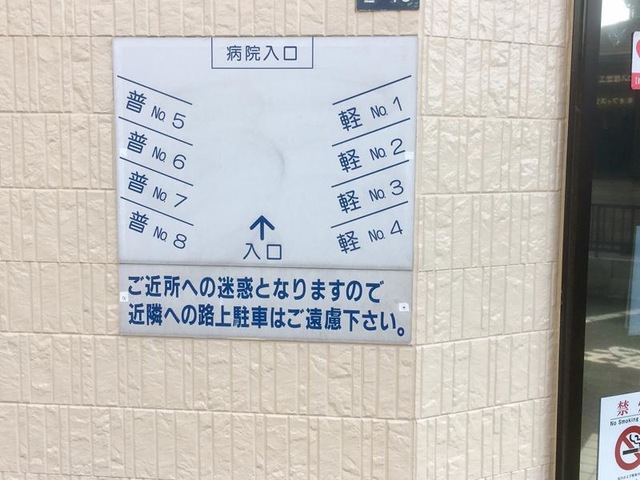 病院入口
普 No. 5
普 No. 6
普 No. 7
普 No. 8
軽 No. 1
軽 No. 2
軽 No. 3
軽 No. 4
入口
ご近所への迷惑となりますので
近隣への路上駐車はご遠慮下さい。
禁
No Smoking